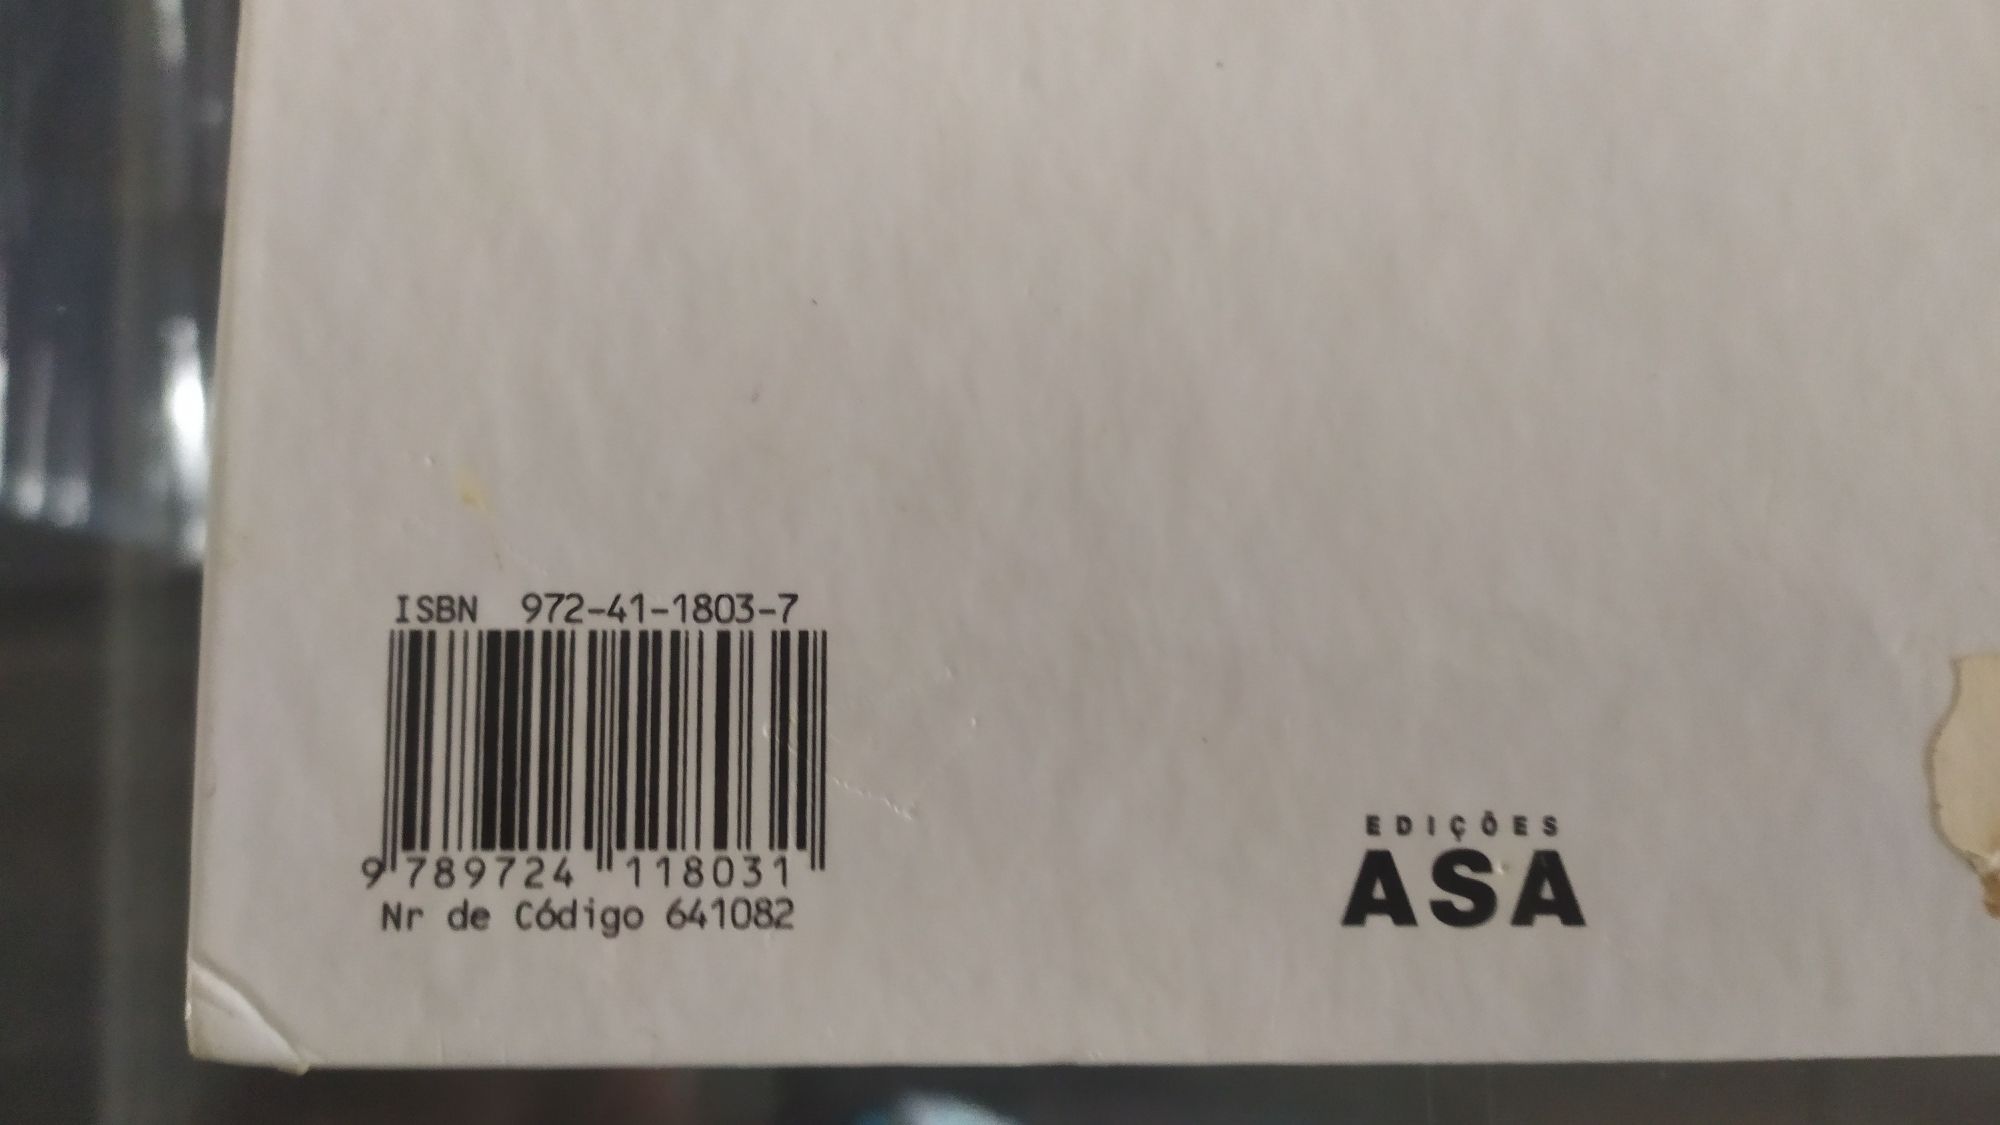 ISBN 972-41-1803-7
9 789724 118031
Nr de Código 641082
EDIÇÕES
ASA